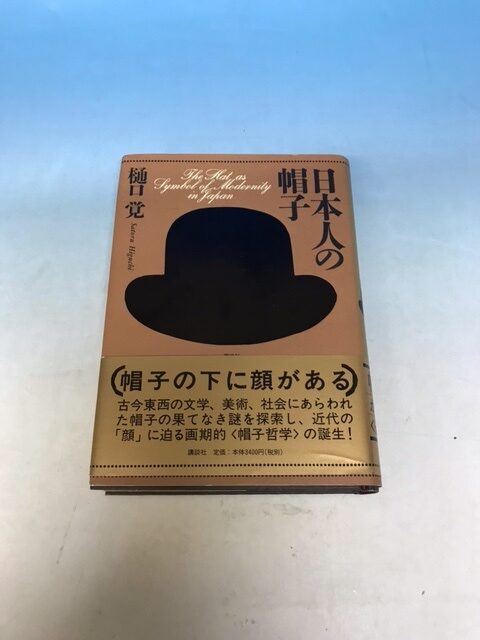 日本人の
帽子
The Hat as
Symbol of Modernity
in Japan
樋口 覚
Satoru Higuchi
(帽子の下に顔がある)
古今東西の文学、美術、社会にあらわれ
た帽子の果てなき謎を探索し、近代の
「顔」に迫る画期的〈帽子哲学〉の誕生!
講談社 定価:本体3400円(税別)